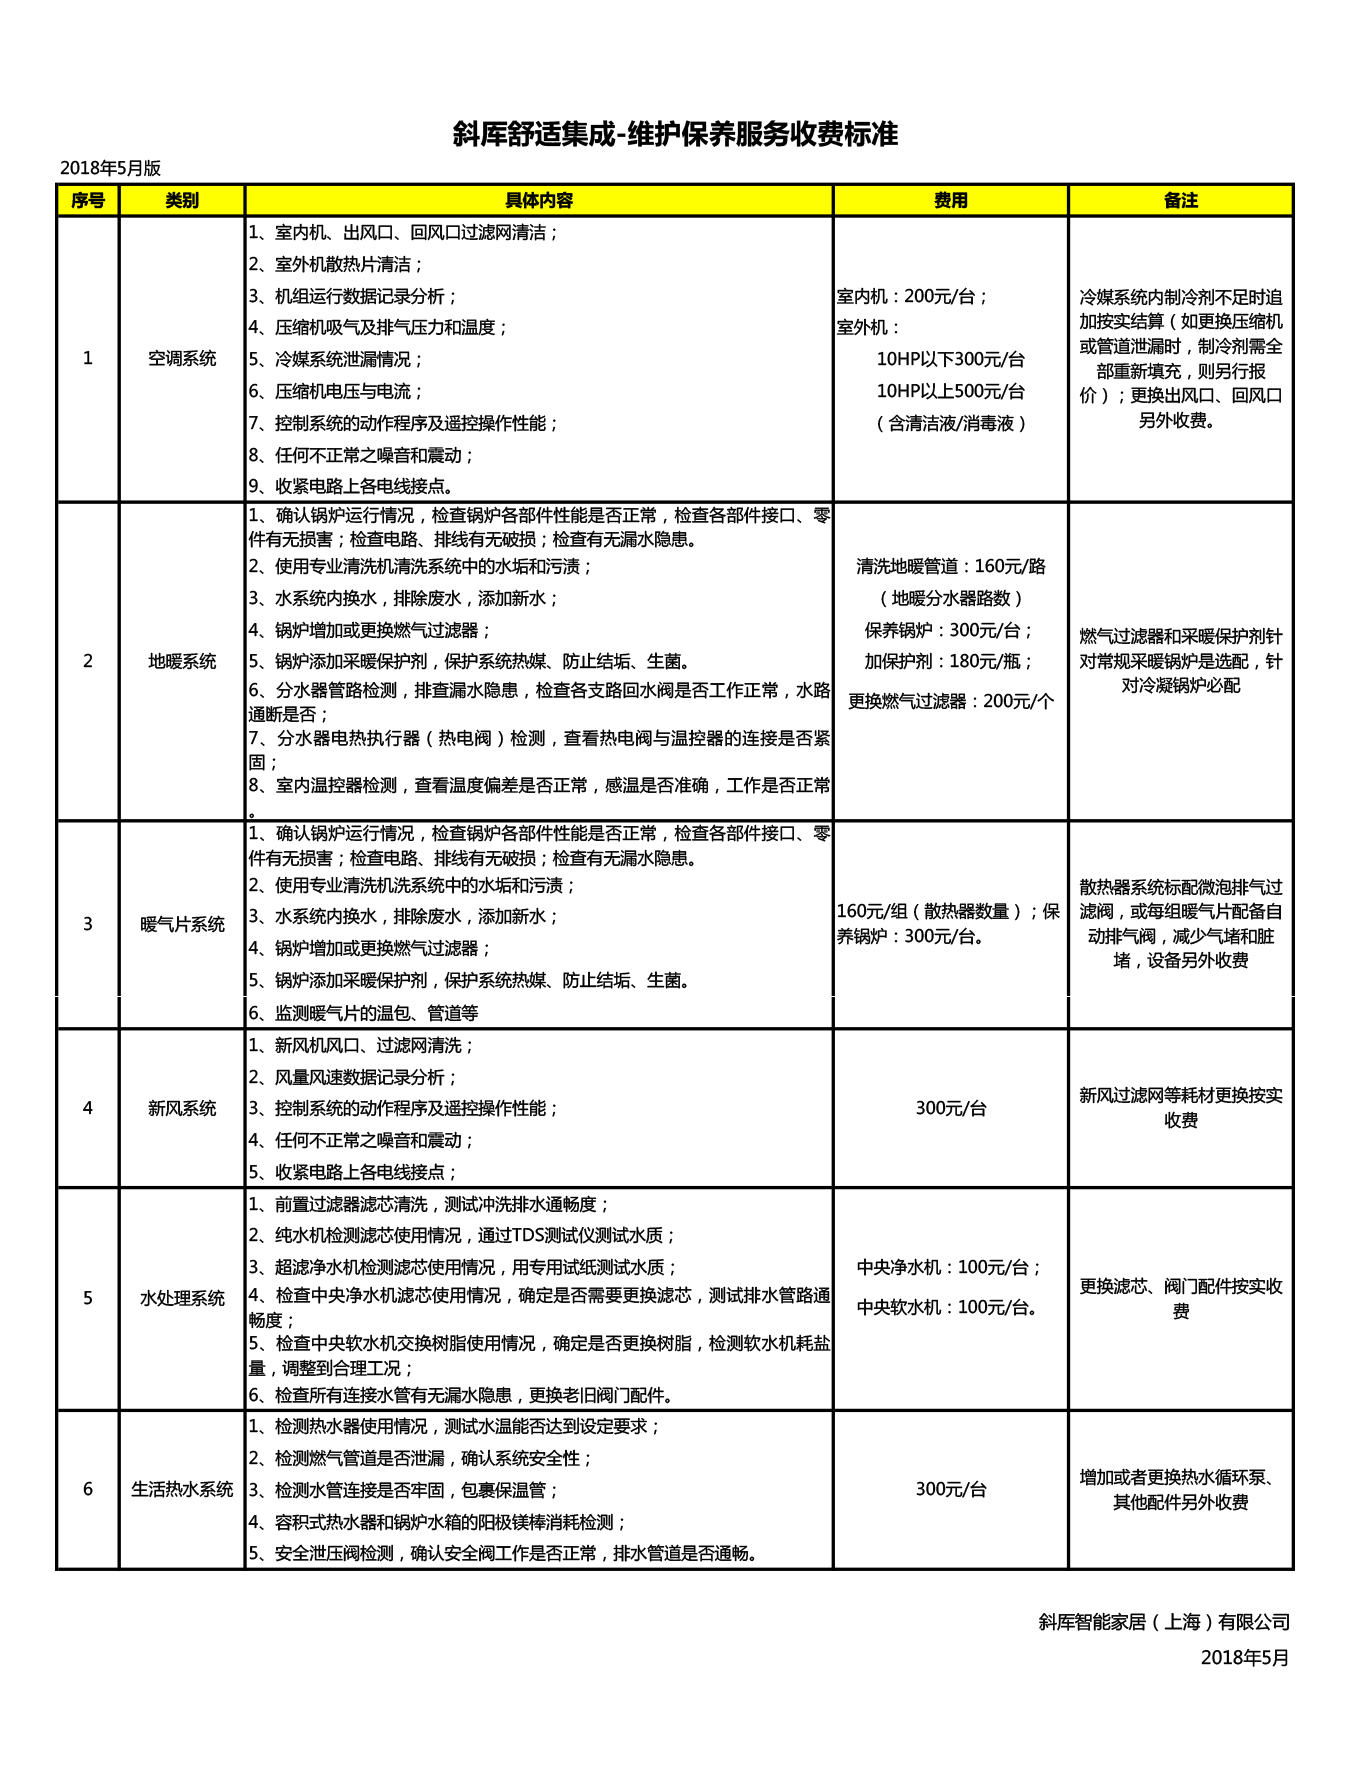 斜厍舒适集成-维护保养服务收费标准
2018年5月版
序号 类别 具体内容 费用 备注
1
空调系统
1、室内机、出风口、回风口过滤网清洁；
2、室外机散热片清洁；
3、机组运行数据记录分析；
4、压缩机吸气及排气压力和温度；
5、冷媒系统泄漏情况；
6、压缩机电压与电流；
7、控制系统的动作程序及遥控操作性能；
8、任何不正常之噪音和震动；
9、收紧电路上各电线接点。
室内机：200元/台；
室外机：
10HP以下300元/台
10HP以上500元/台
（含清洁液/消毒液）
冷媒系统内制冷剂不足时追
加按实结算（如更换压缩机
或管道泄漏时，制冷剂需全
部重新填充，则另行报
价）；更换出风口、回风口
另外收费。
2
地暖系统
1、确认锅炉运行情况，检查锅炉各部件性能是否正常，检查各部件接口、零
件有无损害；检查电路、排线有无破损；检查有无漏水隐患。
2、使用专业清洗机清洗系统中的水垢和污渍；
3、水系统内换水，排除废水，添加新水；
4、锅炉增加或更换燃气过滤器；
5、锅炉添加采暖保护剂，保护系统热媒、防止结垢、生菌。
6、分水器管路检测，排查漏水隐患，检查各支路回水阀是否工作正常，水路
通断是否；
7、分水器电热执行器（热电阀）检测，查看热电阀与温控器的连接是否紧
固；
8、室内温控器检测，查看温度偏差是否正常，感温是否准确，工作是否正常
。
清洗地暖管道：160元/路
（地暖分水器路数）
保养锅炉：300元/台；
加保护剂：180元/瓶；
更换燃气过滤器：200元/个
燃气过滤器和采暖保护剂针
对常规采暖锅炉是选配，针
对冷凝锅炉必配
3
暖气片系统
1、确认锅炉运行情况，检查锅炉各部件性能是否正常，检查各部件接口、零
件有无损害；检查电路、排线有无破损；检查有无漏水隐患。
2、使用专业清洗机洗系统中的水垢和污渍；
3、水系统内换水，排除废水，添加新水；
4、锅炉增加或更换燃气过滤器；
5、锅炉添加采暖保护剂，保护系统热媒、防止结垢、生菌。
6、监测暖气片的温包、管道等
160元/组（散热器数量）；保
养锅炉：300元/台。
散热器系统标配微泡排气过
滤阀，或每组暖气片配备自
动排气阀，减少气堵和脏
堵，设备另外收费
4
新风系统
1、新风机风口、过滤网清洗；
2、风量风速数据记录分析；
3、控制系统的动作程序及遥控操作性能；
4、任何不正常之噪音和震动；
5、收紧电路上各电线接点；
300元/台
新风过滤网等耗材更换按实
收费
5
水处理系统
1、前置过滤器滤芯清洗，测试冲洗排水通畅度；
2、纯水机检测滤芯使用情况，通过TDS测试仪测试水质；
3、超滤净水机检测滤芯使用情况，用专用试纸测试水质；
4、检查中央净水机滤芯使用情况，确定是否需要更换滤芯，测试排水管路通
畅度；
5、检查中央软水机交换树脂使用情况，确定是否更换树脂，检测软水机耗盐
量，调整到合理工况；
6、检查所有连接水管有无漏水隐患，更换老旧阀门配件。
中央净水机：100元/台；
中央软水机：100元/台。
更换滤芯、阀门配件按实收
费
6
生活热水系统
1、检测热水器使用情况，测试水温能否达到设定要求；
2、检测燃气管道是否泄漏，确认系统安全性；
3、检测水管连接是否牢固，包裹保温管；
4、容积式热水器和锅炉水箱的阳极镁棒消耗检测；
5、安全泄压阀检测，确认安全阀工作是否正常，排水管道是否通畅。
300元/台
增加或者更换热水循环泵、
其他配件另外收费
斜厍智能家居（上海）有限公司
2018年5月